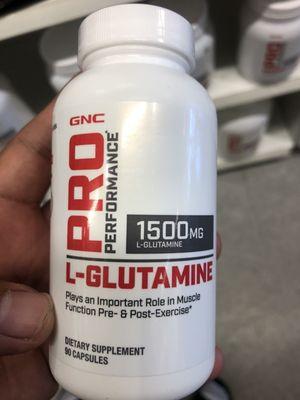 GNC
PRO
PERFORMANCE
1500MG
L-GLUTAMINE
L-GLUTAMINE
Plays an Important Role in Muscle
Function Pre- & Post-Exercise*
DIETARY SUPPLEMENT
90 CAPSULES
PRO